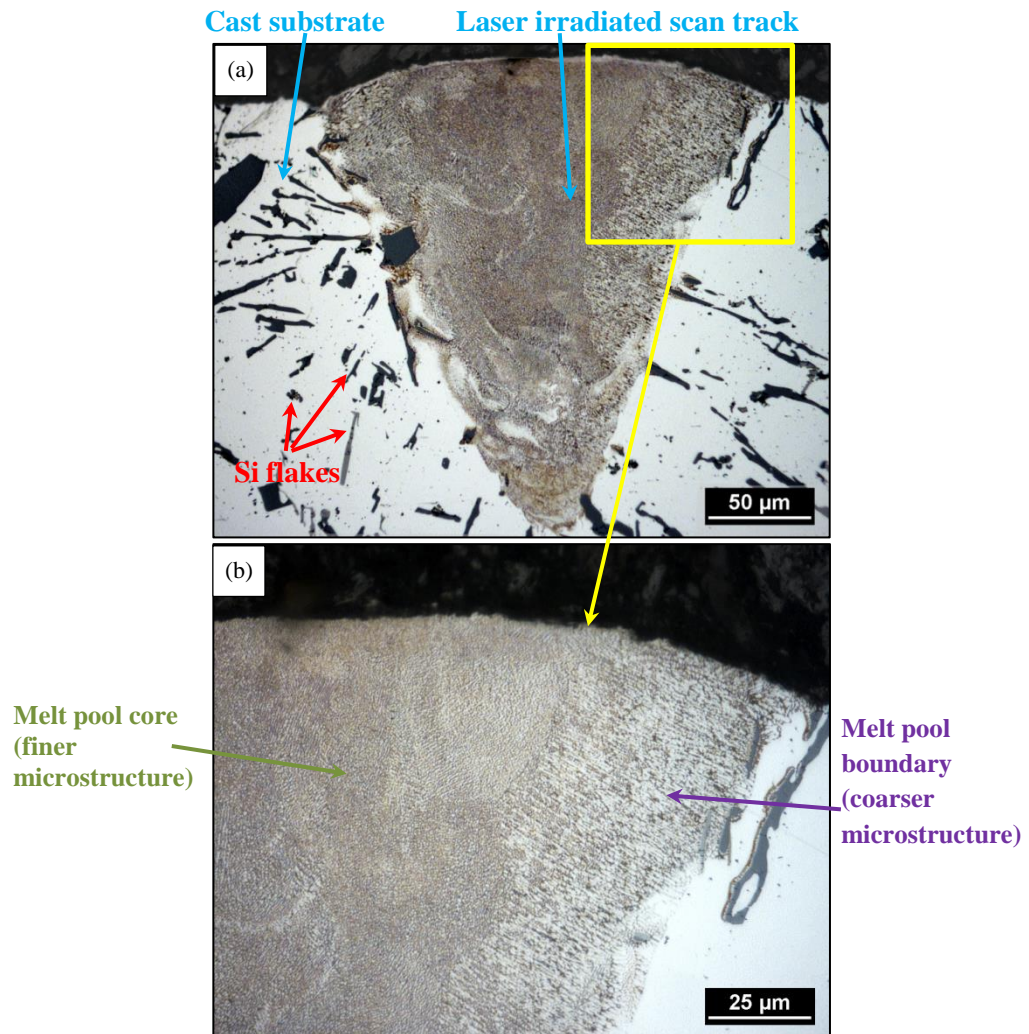 Cast substrate
Laser irradiated scan track
(a)
Si flakes
50 µm
(b)
Melt pool core
(finer
microstructure)
Melt pool
boundary
(coarser
microstructure)
25 µm